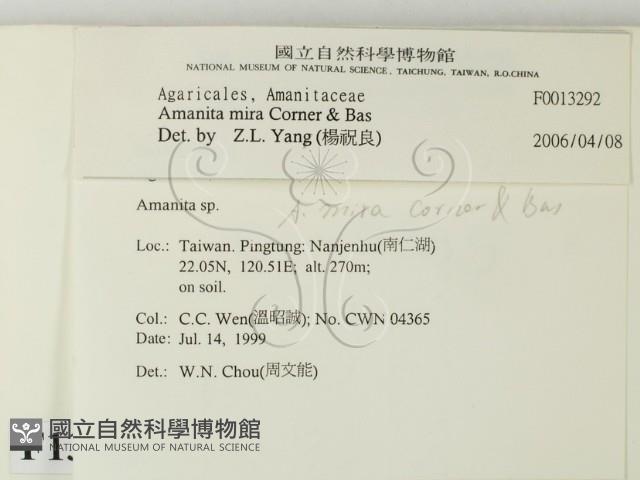 國立自然科學博物館
NATIONAL MUSEUM OF NATURAL SCIENCE, TAICHUNG, TAIWAN, R.O.CHINA
Agaricales, Amanitaceae F0013292
Amanita mira Corner & Bas
Det. by Z.L. Yang(楊祝良) 2006/04/08
Amanita sp. A. mira Corner & Bas
Loc.: Taiwan. Pingtung: Nanjenhu(南仁湖)
22.05N, 120.51E; alt. 270m;
on soil.
Col.: C.C. Wen(溫昭誠); No. CWN 04365
Date: Jul. 14, 1999
Det.: W.N. Chou(周文能)
國立自然科學博物館
NATIONAL MUSEUM OF NATURAL SCIENCE